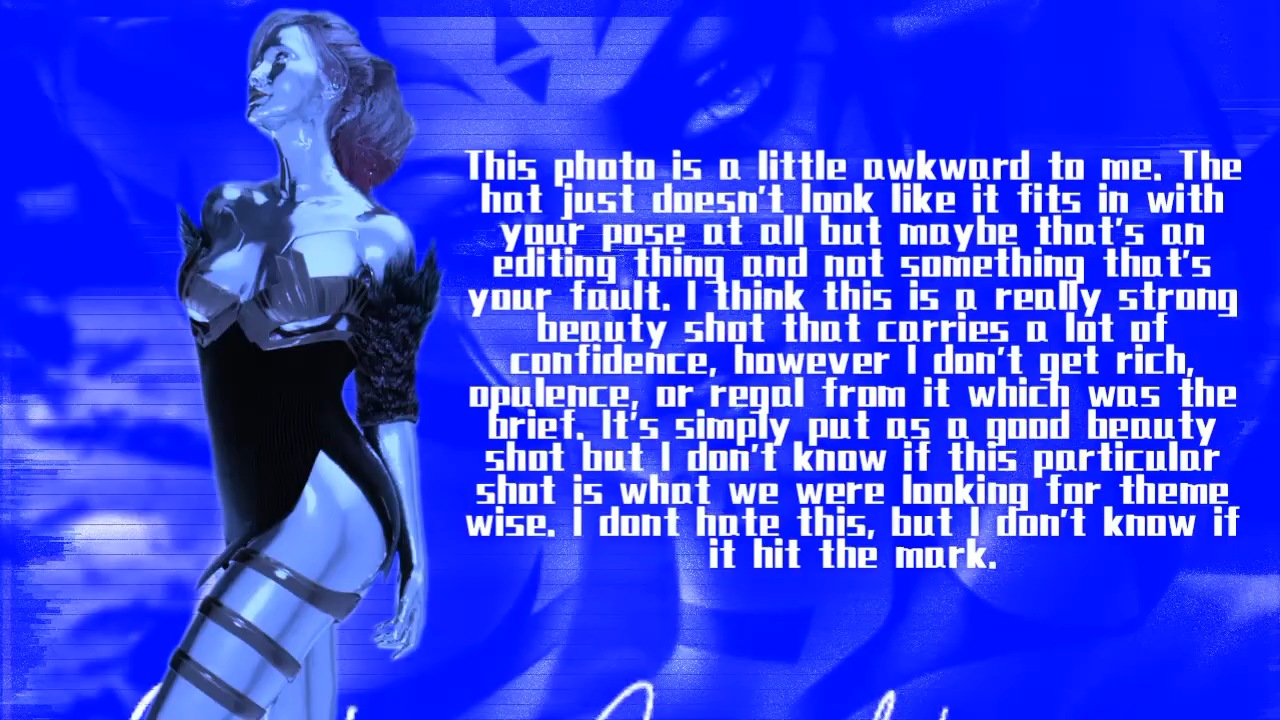 This photo is a little awkward to me. The
hat just doesn't look like it fits in with
your pose at all but maybe that's an
editing thing and not something that's
your fault. I think this is a really strong
beauty shot that carries a lot of
confidence, however I don't get rich,
opulence, or regal from it which was the
brief. It's simply put as a good beauty
shot but I don't know if this particular
shot is what we were looking for theme
wise. I dont hate this, but I don't know if
it hit the mark.